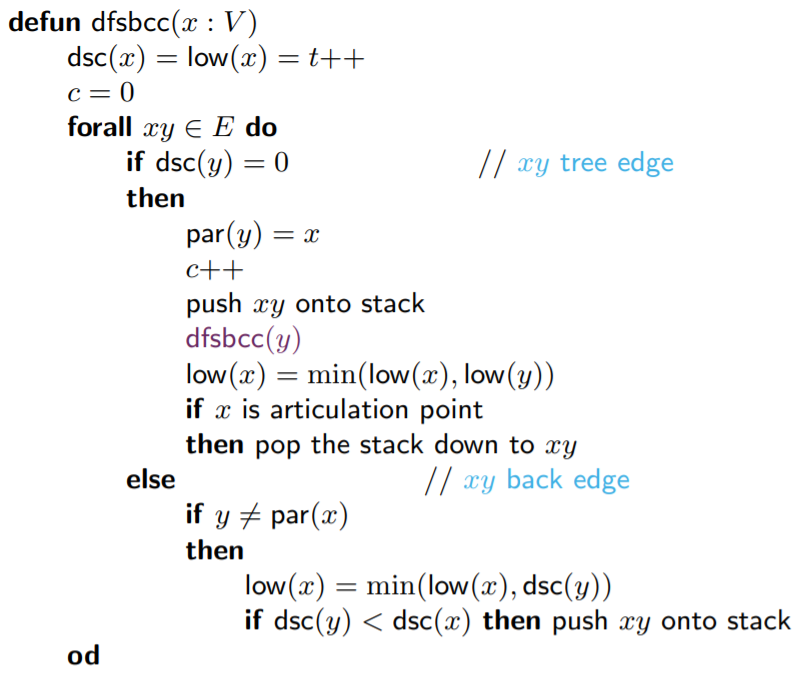 defun dfsbcc(x : V)
dsc(x) = low(x) = t++
c = 0
forall xy ∈ E do
if dsc(y) = 0 // xy tree edge
then
par(y) = x
c++
push xy onto stack
dfsbcc(y)
low(x) = min(low(x), low(y))
if x is articulation point
then pop the stack down to xy
else // xy back edge
if y ≠ par(x)
then
low(x) = min(low(x), dsc(y))
if dsc(y) < dsc(x) then push xy onto stack
od